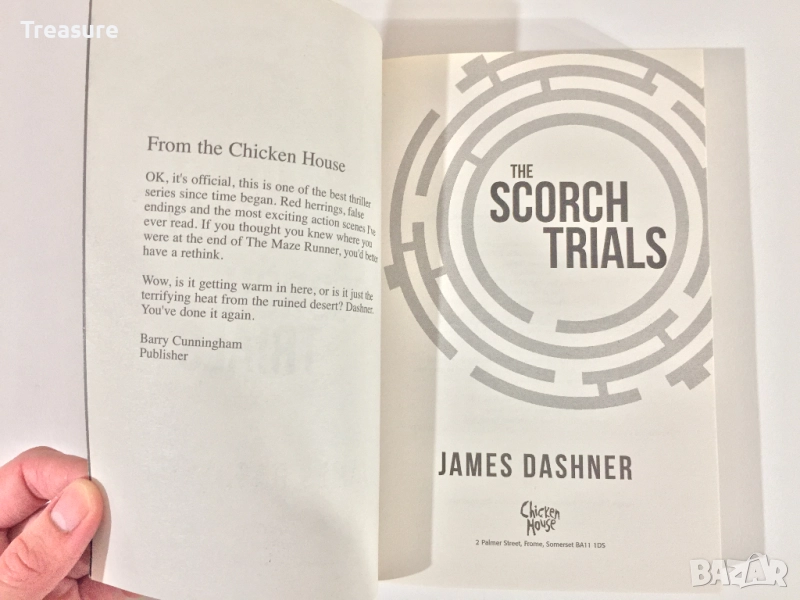 Treasure
From the Chicken House
OK, it's official, this is one of the best thriller
series since time began. Red herrings, false
endings and the most exciting action scenes I've
ever read. If you thought you knew where you
were at the end of The Maze Runner, you'd better
have a rethink.
Wow, is it getting warm in here, or is it just the
terrifying heat from the ruined desert? Dashner.
You've done it again.
Barry Cunningham
Publisher
THE
SCORCH
TRIALS
JAMES DASHNER
Chicken
House
2 Palmer Street, Frome, Somerset BA11 1DS
BAZAR